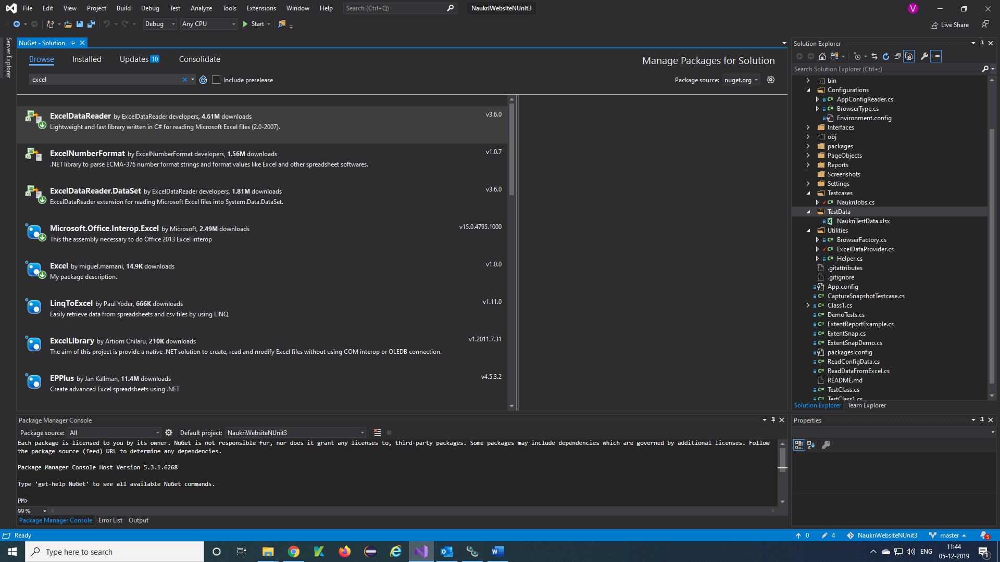 File Edit View Project Build Debug Test Analyze Tools Extensions Window Help Search (Ctrl+Q) NaukriWebsiteNUnit3 V
Debug Any CPU Start Live Share
Server Explorer
NuGet - Solution
Browse Installed Updates 10 Consolidate Manage Packages for Solution
excel Include prerelease Package source: nuget.org
ExcelDataReader by ExcelDataReader developers, 4.61M downloads v3.6.0
Lightweight and fast library written in C# for reading Microsoft Excel files (2.0-2007).
ExcelNumberFormat by ExcelNumberFormat developers, 1.56M downloads v1.0.7
.NET library to parse ECMA-376 number format strings and format values like Excel and other spreadsheet softwares.
ExcelDataReader.DataSet by ExcelDataReader developers, 1.81M downloads v3.6.0
ExcelDataReader extension for reading Microsoft Excel files into System.Data.DataSet.
Microsoft.Office.Interop.Excel by Microsoft, 2.49M downloads v15.0.4795.1000
This the assembly necessary to do Office 2013 Excel interop
Excel by miguel.mamani, 14.9K downloads v1.0.0
My package description.
LinqToExcel by Paul Yoder, 666K downloads v1.11.0
Easily retrieve data from spreadsheets and csv files by using LINQ
ExcelLibrary by Artiom Chilaru, 210K downloads v1.2011.7.31
The aim of this project is provide a native .NET solution to create, read and modify Excel files without using COM interop or OLEDB connection.
EPPlus by Jan Källman, 11.4M downloads v4.5.3.2
Create advanced Excel spreadsheets using .NET
Solution Explorer
Search Solution Explorer (Ctrl+;)
bin
Configurations
C# AppConfigReader.cs
C# BrowserType.cs
Environment.config
Interfaces
obj
packages
PageObjects
Reports
Screenshots
Settings
Testcases
C# NaukriJobs.cs
TestData
NaukriTestData.xlsx
Utilities
C# BrowserFactory.cs
C# ExcelDataProvider.cs
C# Helper.cs
.gitattributes
.gitignore
App.config
C# CaptureSnapshotTestcase.cs
C# Class1.cs
C# DemoTests.cs
C# ExtentReportExample.cs
C# ExtentSnap.cs
C# ExtentSnapDemo.cs
packages.config
C# ReadConfigData.cs
C# ReadDataFromExcel.cs
README.md
C# TestClass.cs
C# TestClass1.cs
Solution Explorer Team Explorer
Package Manager Console
Package source: All Default project: NaukriWebsiteNUnit3
Each package is licensed to you by its owner. NuGet is not responsible for, nor does it grant any licenses to, third-party packages. Some packages may include dependencies which are governed by additional licenses. Follow
the package source (feed) URL to determine any dependencies.
Package Manager Console Host Version 5.3.1.6268
Type 'get-help NuGet' to see all available NuGet commands.
PM>
99 %
Package Manager Console Error List Output
Properties
Ready 0 4 NaukriWebsiteNUnit3 master 3
Type here to search ENG 11:44
05-12-2019 1